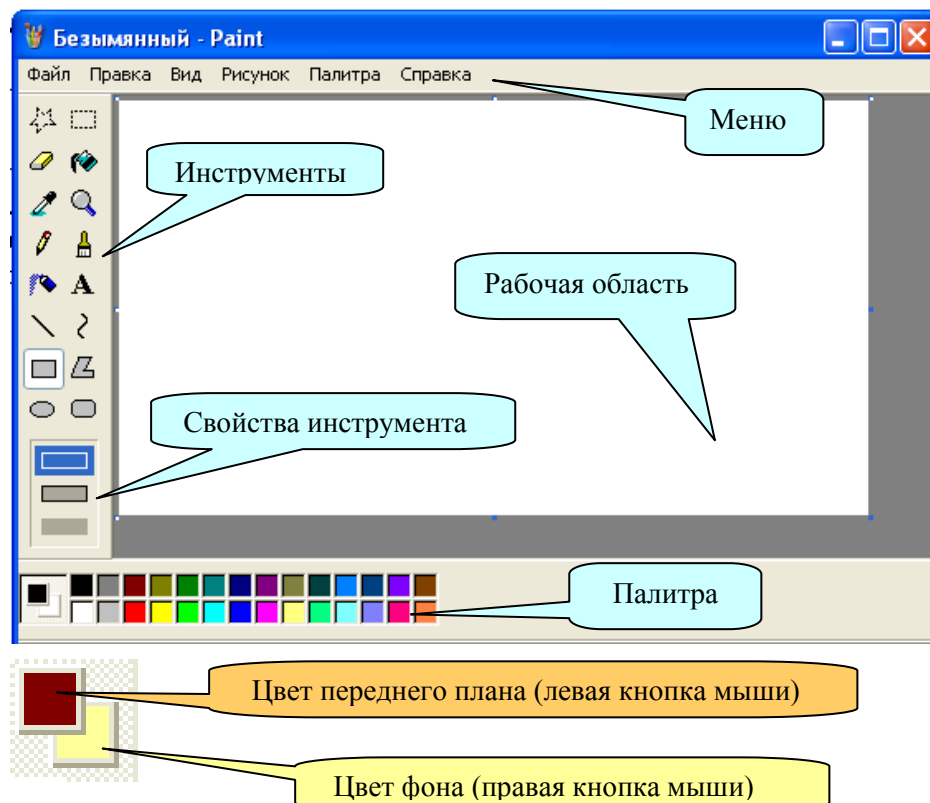 Безымянный - Paint
Файл Правка Вид Рисунок Палитра Справка
Меню
Инструменты
A
Рабочая область
Свойства инструмента
Палитра
Цвет переднего плана (левая кнопка мыши)
Цвет фона (правая кнопка мыши)